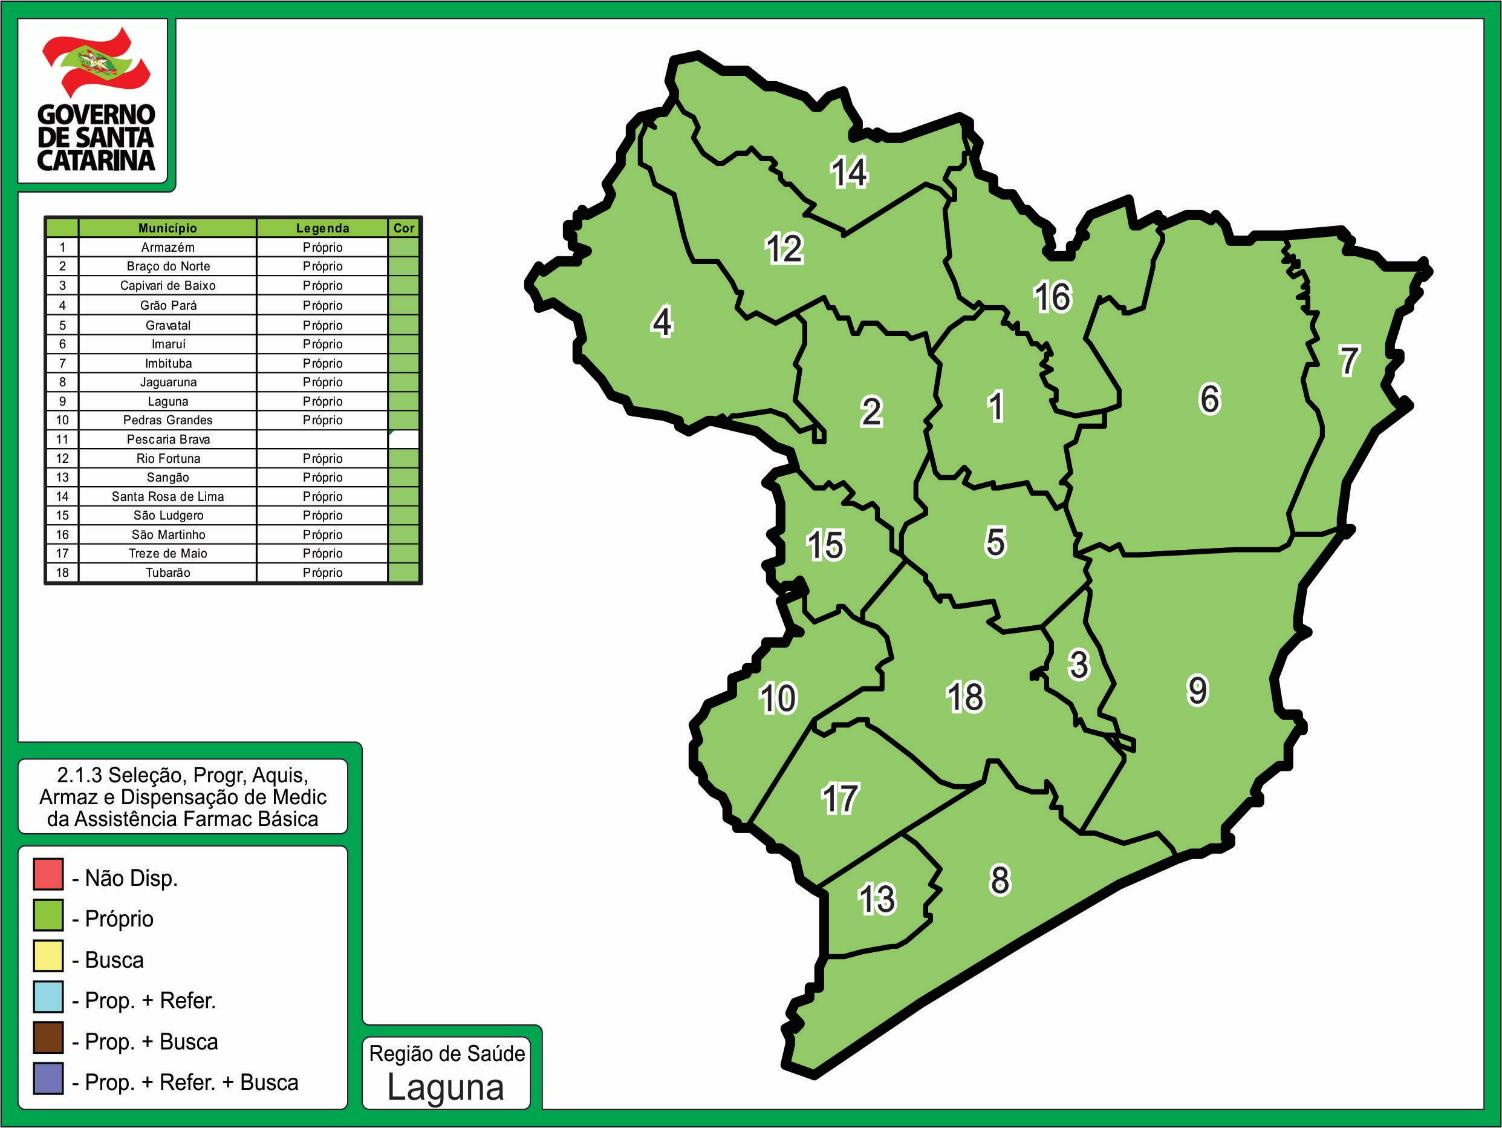 GOVERNO
DE SANTA
CATARINA
Município Legenda Cor
1 Armazém Próprio
2 Braço do Norte Próprio
3 Capivari de Baixo Próprio
4 Grão Pará Próprio
5 Gravatal Próprio
6 Imaruí Próprio
7 Imbituba Próprio
8 Jaguaruna Próprio
9 Laguna Próprio
10 Pedras Grandes Próprio
11 Pescaria Brava
12 Rio Fortuna Próprio
13 Sangão Próprio
14 Santa Rosa de Lima Próprio
15 São Ludgero Próprio
16 São Martinho Próprio
17 Treze de Maio Próprio
18 Tubarão Próprio
14
12
16
4
7
6
2
1
15
5
3
10
18
9
17
8
13
2.1.3 Seleção, Progr, Aquis,
Armaz e Dispensação de Medic
da Assistência Farmac Básica
- Não Disp.
- Próprio
- Busca
- Prop. + Refer.
- Prop. + Busca
- Prop. + Refer. + Busca
Região de Saúde
Laguna